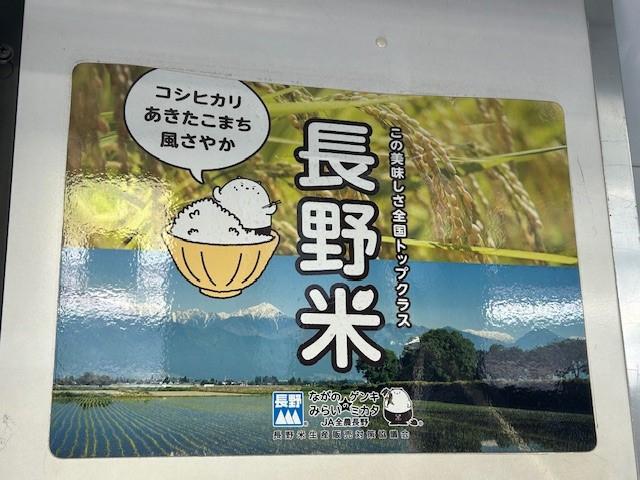 コシヒカリ
あきたこまち
風さやか
この美味しさ全国トップクラス
長野米
長野
ながの ゲンキ
の
みらい ミカタ
JA全農長野
長野米生産販売対策協議会